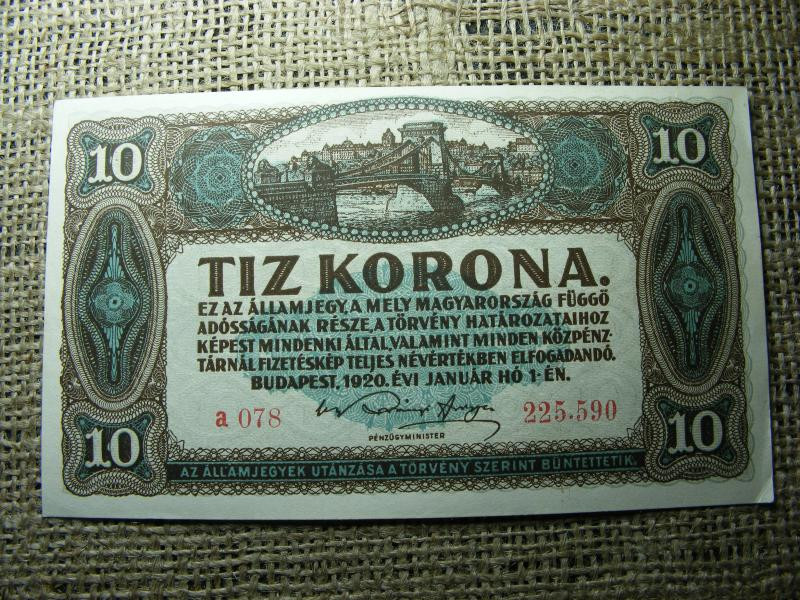 10 10
TIZ KORONA.
EZ AZ ÁLLAMJEGY, A MELY MAGYARORSZÁG FÜGGŐ
ADÓSSÁGÁNAK RÉSZE, A TÖRVÉNY HATÁROZATAIHOZ
KÉPEST MINDENKI ÁLTAL, VALAMINT MINDEN KÖZPÉNZ-
TÁRNÁL FIZETÉSKÉP TELJES NÉVÉRTÉKBEN ELFOGADANDÓ.
BUDAPEST, 1920. ÉVI JANUÁR HÓ 1-ÉN.
a 078 225.590
PÉNZÜGYMINISTER
10 10
AZ ÁLLAMJEGYEK UTÁNZÁSA A TÖRVÉNY SZERINT BÜNTETTETIK.